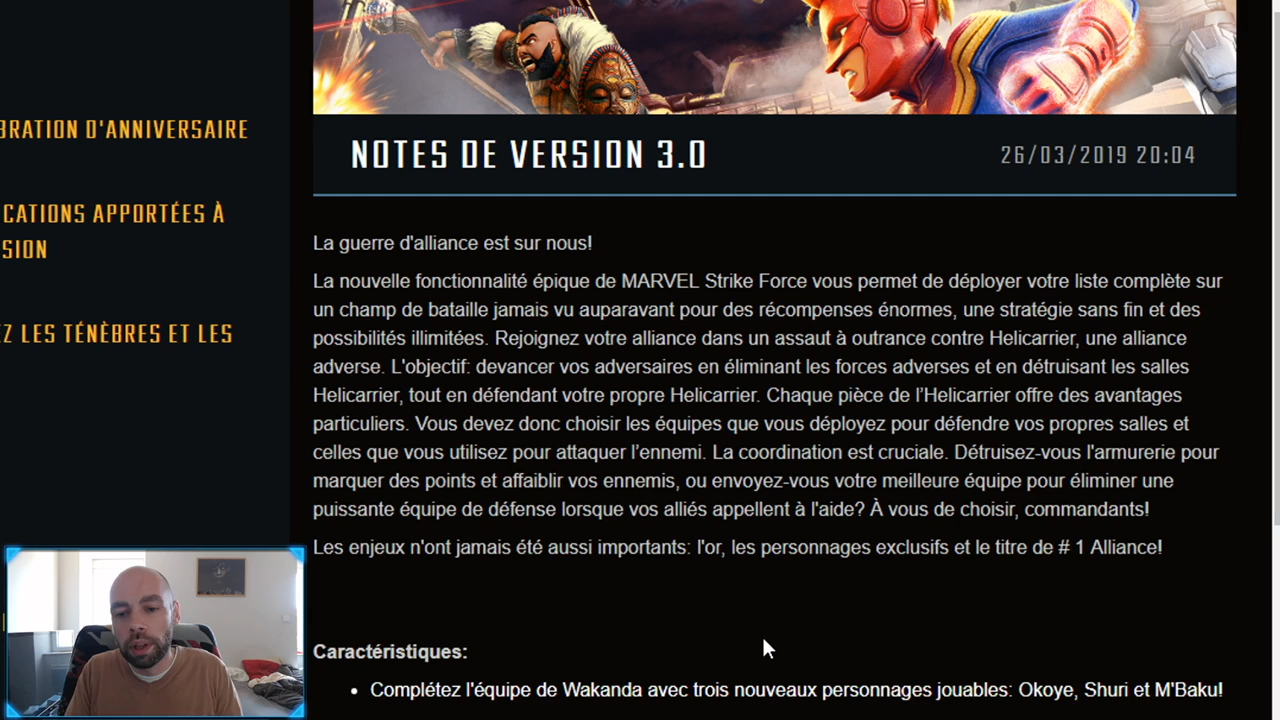 BRATION D'ANNIVERSAIRE
CATIONS APPORTÉES À
SION
Z LES TÉNÈBRES ET LES
NOTES DE VERSION 3.0
26/03/2019 20:04
La guerre d'alliance est sur nous!
La nouvelle fonctionnalité épique de MARVEL Strike Force vous permet de déployer votre liste complète sur
un champ de bataille jamais vu auparavant pour des récompenses énormes, une stratégie sans fin et des
possibilités illimitées. Rejoignez votre alliance dans un assaut à outrance contre Helicarrier, une alliance
adverse. L'objectif: devancer vos adversaires en éliminant les forces adverses et en détruisant les salles
Helicarrier, tout en défendant votre propre Helicarrier. Chaque pièce de l'Helicarrier offre des avantages
particuliers. Vous devez donc choisir les équipes que vous déployez pour défendre vos propres salles et
celles que vous utilisez pour attaquer l'ennemi. La coordination est cruciale. Détruisez-vous l'armurerie pour
marquer des points et affaiblir vos ennemis, ou envoyez-vous votre meilleure équipe pour éliminer une
puissante équipe de défense lorsque vos alliés appellent à l'aide? À vous de choisir, commandants!
Les enjeux n'ont jamais été aussi importants: l'or, les personnages exclusifs et le titre de # 1 Alliance!
Caractéristiques:
• Complétez l'équipe de Wakanda avec trois nouveaux personnages jouables: Okoye, Shuri et M'Baku!